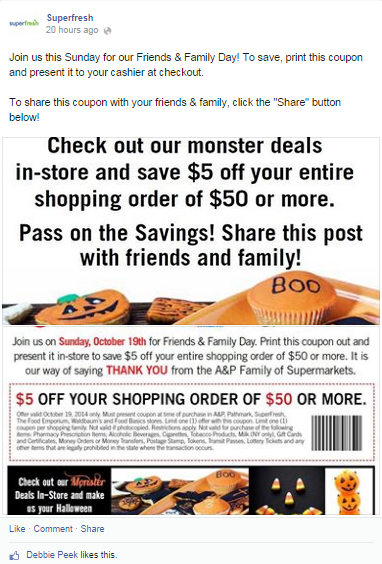 superfresh
Superfresh
20 hours ago
Join us this Sunday for our Friends & Family Day! To save, print this coupon
and present it to your cashier at checkout.
To share this coupon with your friends & family, click the "Share" button
below!
Check out our monster deals
in-store and save $5 off your entire
shopping order of $50 or more.
Pass on the Savings! Share this post
with friends and family!
BOO
Join us on Sunday, October 19th for Friends & Family Day. Print this coupon out and
present it in-store to save $5 off your entire shopping order of $50 or more. It is
our way of saying THANK YOU from the A&P Family of Supermarkets.
$5 OFF YOUR SHOPPING ORDER OF $50 OR MORE.
Offer valid October 19, 2014 only. Must present coupon at time of purchase in A&P, Pathmark, SuperFresh,
The Food Emporium, Waldbaum's and Food Basics stores. Limit one (1) offer with this coupon. Limit one (1)
coupon per shopping family. Not valid if photocopied. Restrictions apply. Not valid for purchase of the following
items: Pharmacy Prescription Items, Alcoholic Beverages, Cigarettes, Tobacco Products, Milk (NY only), Gift Cards
and Certificates, Money Orders or Money Transfers, Postage Stamp, Tokens, Transit Passes, Lottery Tickets and any
other items that are legally prohibited in the state where the transaction occurs.
Check out our Monster
Deals In-Store and make
us your Halloween
BOO
Like · Comment · Share
Debbie Peek likes this.